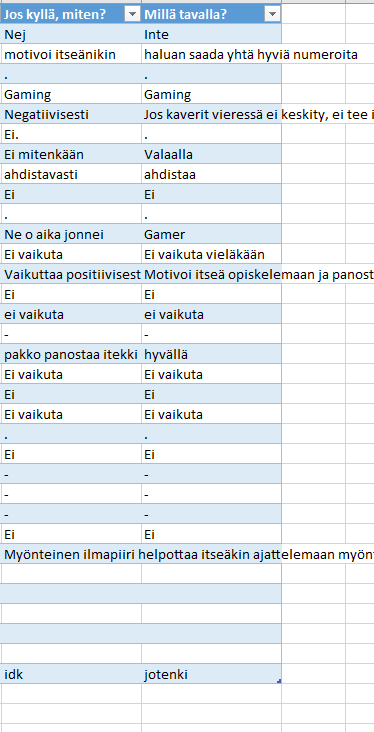 Jos kyllä, miten? Millä tavalla?
Nej Inte
motivoi itseänikin haluan saada yhtä hyviä numeroita
. .
Gaming Gaming
Negatiivisesti Jos kaverit vieressä ei keskity, ei tee i
Ei. .
Ei mitenkään Valaalla
ahdistavasti ahdistaa
Ei Ei
. .
Ne o aika jonnei Gamer
Ei vaikuta Ei vaikuta vieläkään
Vaikuttaa positiivisest Motivoi itseä opiskelemaan ja panost
Ei Ei
ei vaikuta ei vaikuta
- -
pakko panostaa itekki hyvällä
Ei vaikuta Ei vaikuta
Ei Ei
Ei vaikuta Ei vaikuta
. .
Ei Ei
- -
- -
- -
Ei Ei
Myönteinen ilmapiiri helpottaa itseäkin ajattelemaan myön
idk jotenki